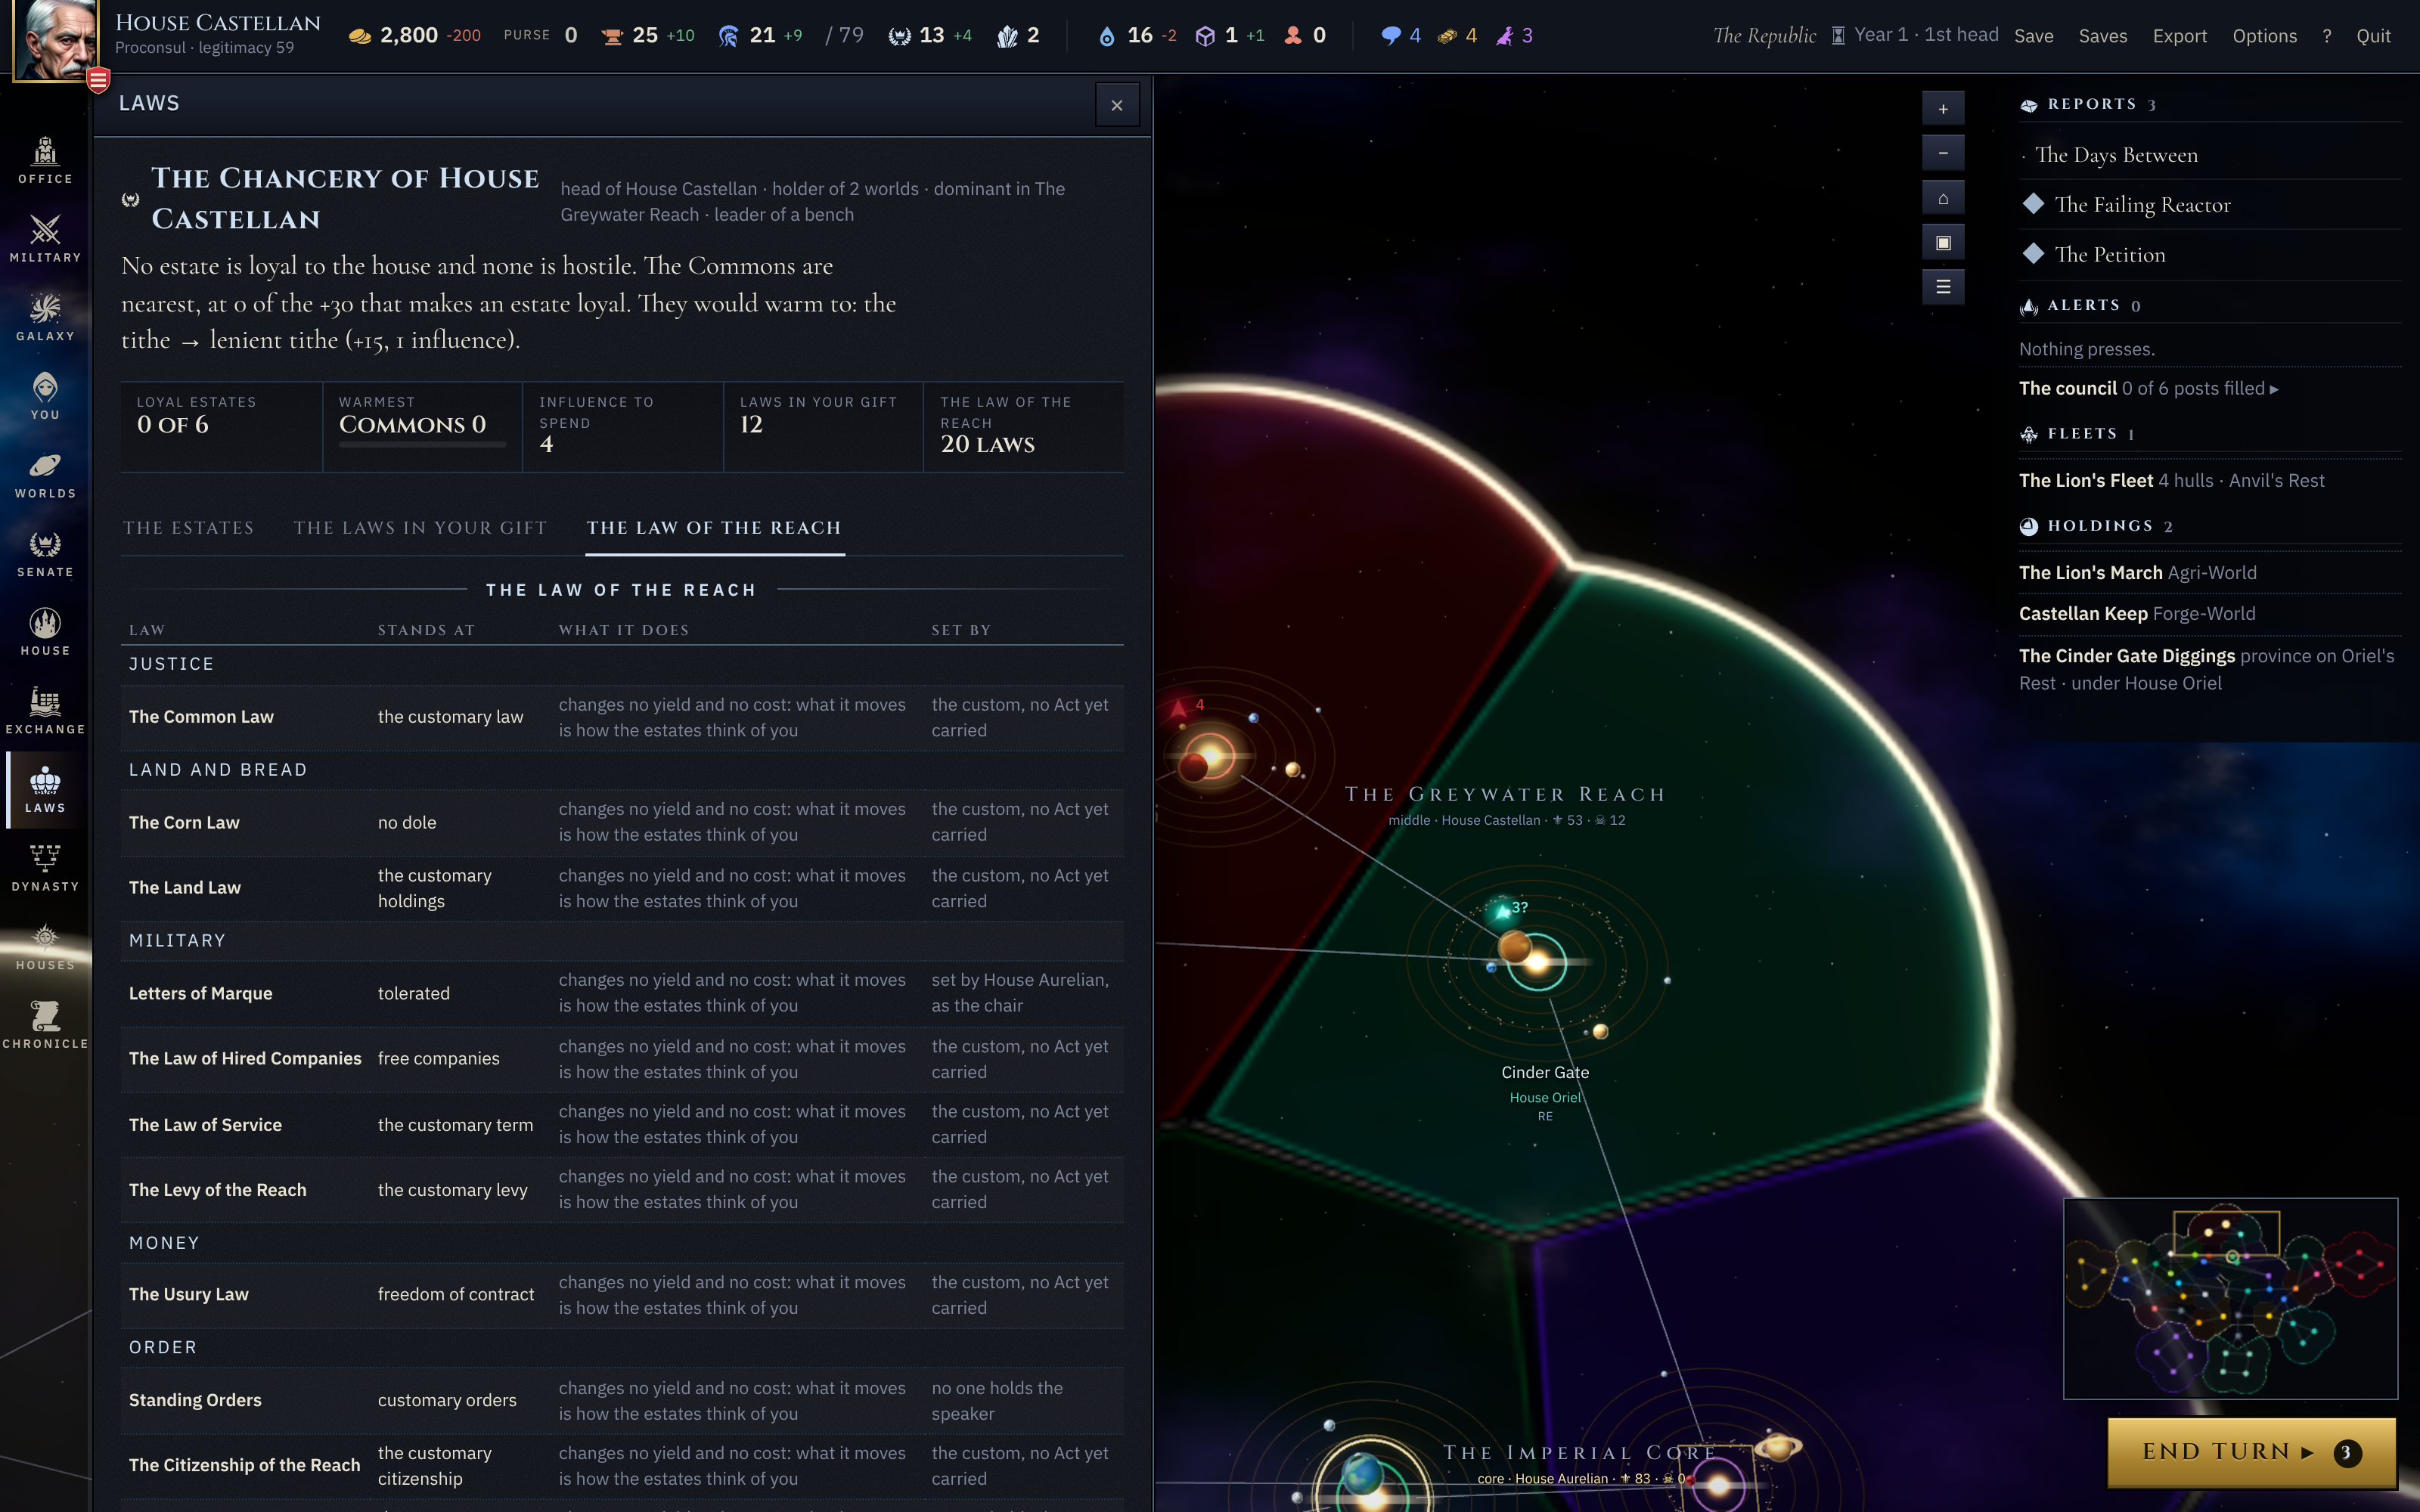 HOUSE CASTELLAN
Proconsul · legitimacy 59
2,800 -200 PURSE 0 25 +10 21 +9 / 79 13 +4 2 16 -2 1 +1 0 4 4 3
The Republic Year 1 · 1st head Save Saves Export Options ? Quit
OFFICE
MILITARY
GALAXY
YOU
WORLDS
SENATE
HOUSE
EXCHANGE
LAWS
DYNASTY
HOUSES
CHRONICLE
LAWS ×
THE CHANCERY OF HOUSE
CASTELLAN
head of House Castellan · holder of 2 worlds · dominant in The
Greywater Reach · leader of a bench
No estate is loyal to the house and none is hostile. The Commons are
nearest, at 0 of the +30 that makes an estate loyal. They would warm to: the
tithe → lenient tithe (+15, 1 influence).
LOYAL ESTATES
0 OF 6
WARMEST
COMMONS 0
INFLUENCE TO
SPEND
4
LAWS IN YOUR GIFT
12
THE LAW OF THE
REACH
20 LAWS
THE ESTATES THE LAWS IN YOUR GIFT THE LAW OF THE REACH
THE LAW OF THE REACH
LAW STANDS AT WHAT IT DOES SET BY
JUSTICE
The Common Law the customary law changes no yield and no cost: what it moves the custom, no Act yet
is how the estates think of you carried
LAND AND BREAD
The Corn Law no dole changes no yield and no cost: what it moves the custom, no Act yet
is how the estates think of you carried
The Land Law the customary changes no yield and no cost: what it moves the custom, no Act yet
holdings is how the estates think of you carried
MILITARY
Letters of Marque tolerated changes no yield and no cost: what it moves set by House Aurelian,
is how the estates think of you as the chair
The Law of Hired Companies free companies changes no yield and no cost: what it moves the custom, no Act yet
is how the estates think of you carried
The Law of Service the customary term changes no yield and no cost: what it moves the custom, no Act yet
is how the estates think of you carried
The Levy of the Reach the customary levy changes no yield and no cost: what it moves the custom, no Act yet
is how the estates think of you carried
MONEY
The Usury Law freedom of contract changes no yield and no cost: what it moves the custom, no Act yet
is how the estates think of you carried
ORDER
Standing Orders customary orders changes no yield and no cost: what it moves no one holds the
is how the estates think of you speaker
The Citizenship of the Reach the customary changes no yield and no cost: what it moves the custom, no Act yet
citizenship is how the estates think of you carried
4
THE GREYWATER REACH
middle · House Castellan · 53 · 12
3?
Cinder Gate
House Oriel
RE
THE IMPERIAL CORE
core · House Aurelian · 83 · 0
+
−
REPORTS 3
· The Days Between
The Failing Reactor
The Petition
ALERTS 0
Nothing presses.
The council 0 of 6 posts filled ▸
FLEETS 1
The Lion's Fleet 4 hulls · Anvil's Rest
HOLDINGS 2
The Lion's March Agri-World
Castellan Keep Forge-World
The Cinder Gate Diggings province on Oriel's
Rest · under House Oriel
END TURN ▸ 3